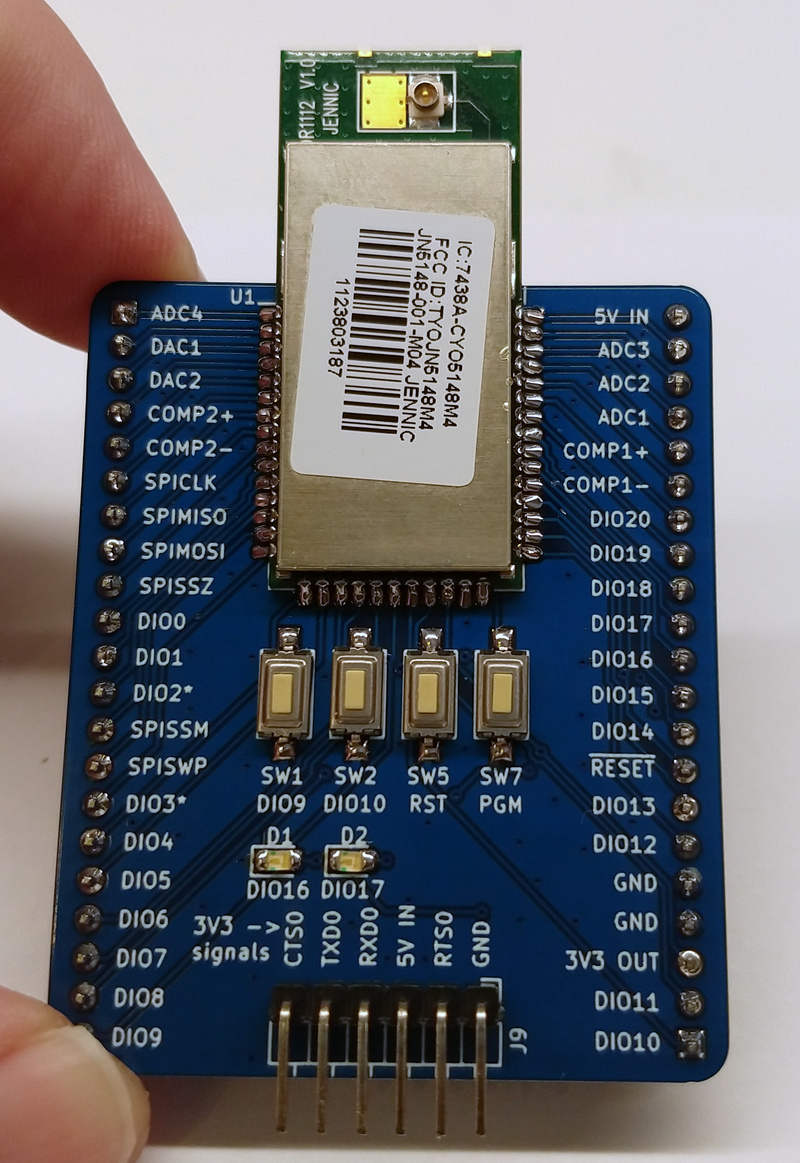 R1112 V1.0
JENNIC
IC:7438A-CYO5148M4
FCC ID:TYOJN5148M4
JN5148-001-M04 JENNIC
1123803187
U1
ADC4
DAC1
DAC2
COMP2+
COMP2-
SPICLK
SPIMISO
SPIMOSI
SPISSZ
DIO0
DIO1
DIO2*
SPISSM
SPISWP
DIO3*
DIO4
DIO5
DIO6
DIO7
DIO8
DIO9
5V IN
ADC3
ADC2
ADC1
COMP1+
COMP1-
DIO20
DIO19
DIO18
DIO17
DIO16
DIO15
DIO14
RESET
DIO13
DIO12
GND
GND
3V3 OUT
DIO11
DIO10
SW1 SW2 SW5 SW7
DIO9 DIO10 RST PGM
D1 D2
DIO16 DIO17
3V3 ->
signals
CTS0
TXD0
RXD0
5V IN
RTS0
GND
J9